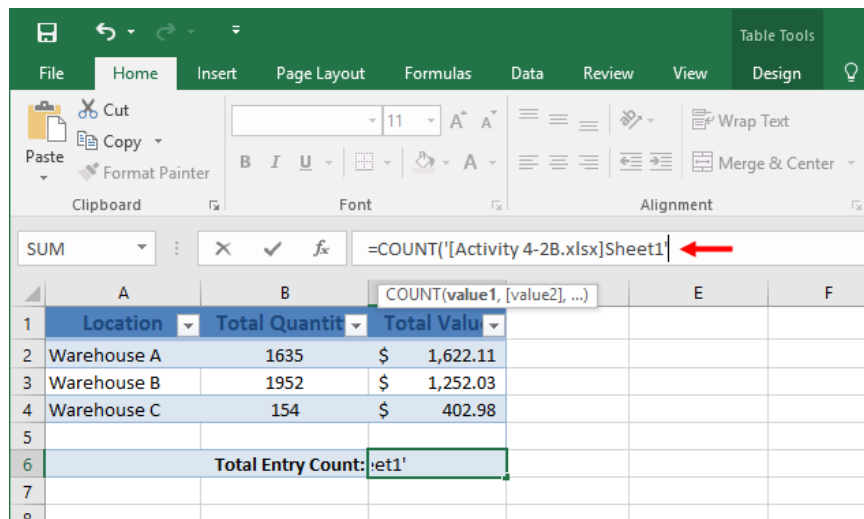 Table Tools
File Home Insert Page Layout Formulas Data Review View Design
Cut
Copy
Format Painter
Paste
11 A A
B I U A
Wrap Text
Merge & Center
Clipboard Font Alignment
SUM fx =COUNT('[Activity 4-2B.xlsx]Sheet1'
COUNT(value1, [value2], ...)
A B E F
1 Location Total Quantit Total Valu
2 Warehouse A 1635 $ 1,622.11
3 Warehouse B 1952 $ 1,252.03
4 Warehouse C 154 $ 402.98
5
6 Total Entry Count: eet1'
7
8